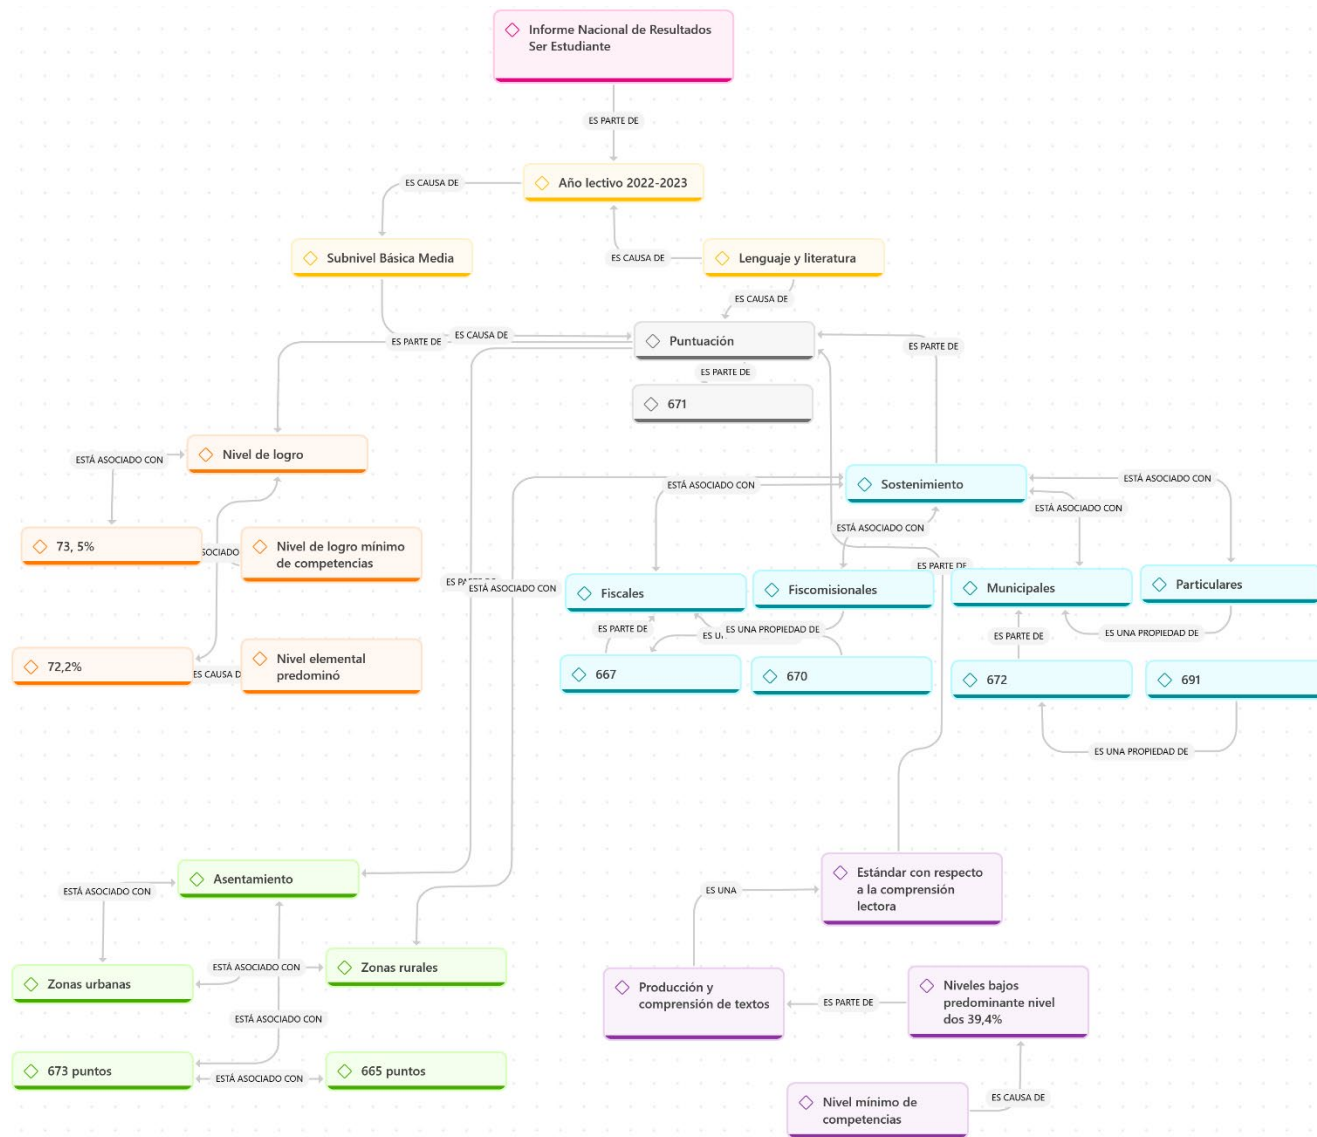 Informe Nacional de Resultados
Ser Estudiante
ES PARTE DE
ES CAUSA DE
Año lectivo 2022-2023
Subnivel Básica Media
ES CAUSA DE
Lenguaje y literatura
ES CAUSA DE
ES PARTE DE
ES CAUSA DE
Puntuación
ES PARTE DE
ES PARTE DE
671
ESTÁ ASOCIADO CON
Nivel de logro
ESTÁ ASOCIADO CON
Sostenimiento
ESTÁ ASOCIADO CON
ESTÁ ASOCIADO CON
ESTÁ ASOCIADO CON
73, 5%
Nivel de logro mínimo
de competencias
ES PARTE DE
ESTÁ ASOCIADO CON
Fiscales
Fiscomisionales
Municipales
Particulares
ES PARTE DE
ES UNA PROPIEDAD DE
ES PARTE DE
ES UNA PROPIEDAD DE
72,2%
ES CAUSA
Nivel elemental
predominó
667
670
672
691
ES UNA PROPIEDAD DE
Asentamiento
ESTÁ ASOCIADO CON
ES UNA
Estándar con respecto
a la comprensión
lectora
Zonas urbanas
ESTÁ ASOCIADO CON
Zonas rurales
Producción y
comprensión de textos
ES PARTE DE
Niveles bajos
predominante nivel
dos 39,4%
ESTÁ ASOCIADO CON
673 puntos
ESTÁ ASOCIADO CON
665 puntos
Nivel mínimo de
competencias
ES CAUSA DE